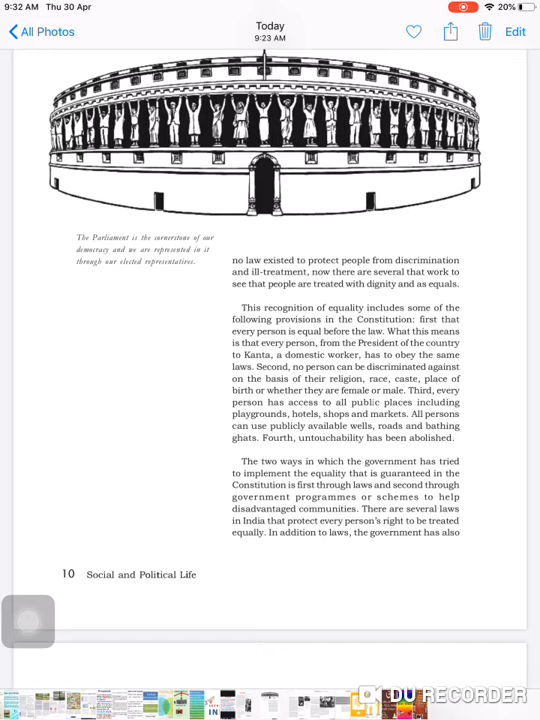 9:32 AM Thu 30 Apr
20%
All Photos
Today
9:23 AM
Edit
The Parliament is the cornerstone of our
democracy and we are represented in it
through our elected representatives.
no law existed to protect people from discrimination
and ill-treatment, now there are several that work to
see that people are treated with dignity and as equals.
This recognition of equality includes some of the
following provisions in the Constitution: first that
every person is equal before the law. What this means
is that every person, from the President of the country
to Kanta, a domestic worker, has to obey the same
laws. Second, no person can be discriminated against
on the basis of their religion, race, caste, place of
birth or whether they are female or male. Third, every
person has access to all public places including
playgrounds, hotels, shops and markets. All persons
can use publicly available wells, roads and bathing
ghats. Fourth, untouchability has been abolished.
The two ways in which the government has tried
to implement the equality that is guaranteed in the
Constitution is first through laws and second through
government programmes or schemes to help
disadvantaged communities. There are several laws
in India that protect every person's right to be treated
equally. In addition to laws, the government has also
10 Social and Political Life
DU RECORDER